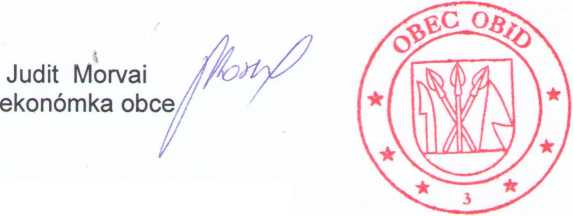 Judit Morvai
ekonómka obce
OBEC OBID
3